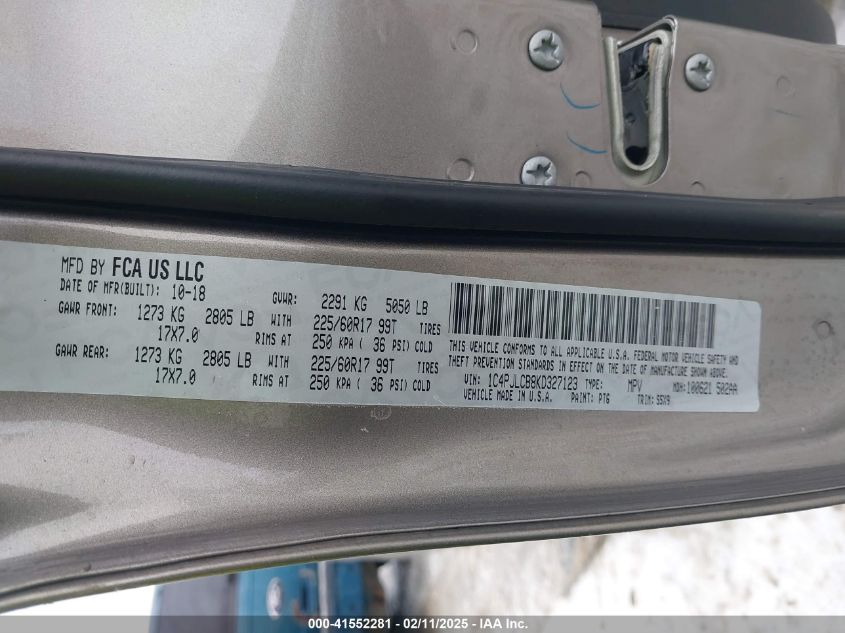 MFD BY FCA US LLC
DATE OF MFR(BUILT): 10-18 GVWR: 2291 KG 5050 LB
GAWR FRONT: 1273 KG 2805 LB WITH 225/60R17 99T TIRES
17X7.0 RIMS AT 250 KPA ( 36 PSI) COLD
GAWR REAR: 1273 KG 2805 LB WITH 225/60R17 99T TIRES
17X7.0 RIMS AT 250 KPA ( 36 PSI) COLD
THIS VEHICLE CONFORMS TO ALL APPLICABLE U.S.A. FEDERAL MOTOR VEHICLE SAFETY AND
THEFT PREVENTION STANDARDS IN EFFECT ON THE DATE OF MANUFACTURE SHOWN ABOVE.
VIN: 1C4PJLCB8KD327123 TYPE: MPV MDH:100621 502AA
VEHICLE MADE IN U.S.A. PAINT: PT6 TRIM: S5X9
000-41552281 - 02/11/2025 - IAA Inc.